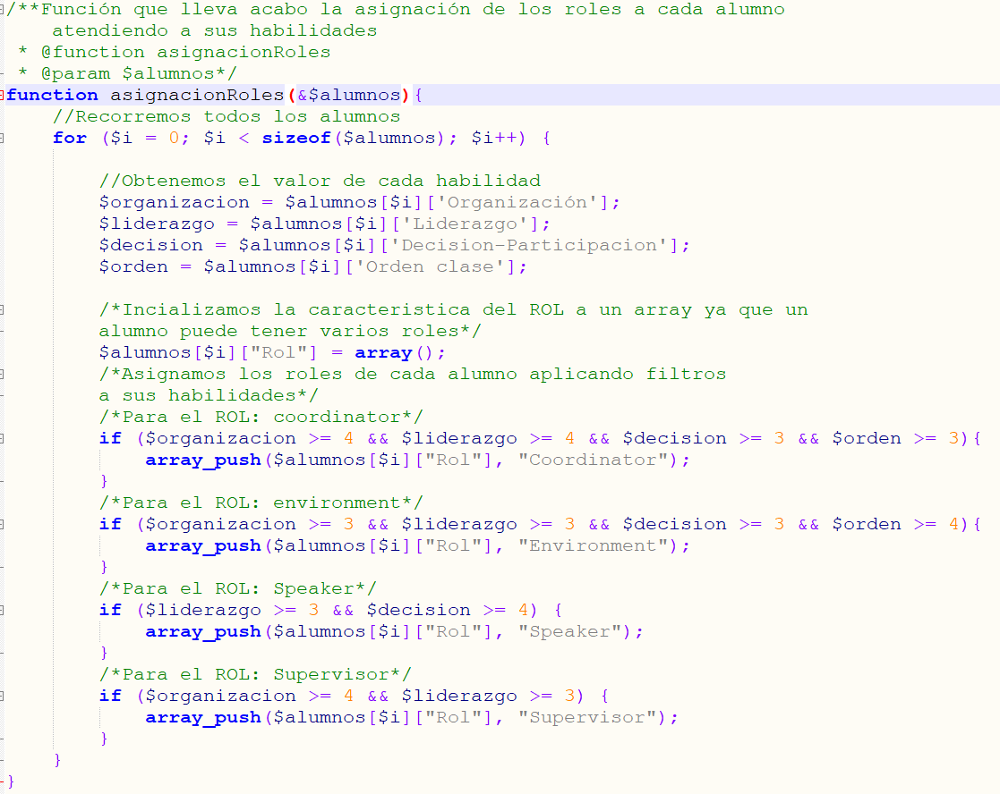 /**Función que lleva acabo la asignación de los roles a cada alumno
    atendiendo a sus habilidades
 * @function asignacionRoles
 * @param $alumnos*/
function asignacionRoles(&$alumnos){
    //Recorremos todos los alumnos
    for ($i = 0; $i < sizeof($alumnos); $i++) {

        //Obtenemos el valor de cada habilidad
        $organizacion = $alumnos[$i]['Organización'];
        $liderazgo = $alumnos[$i]['Liderazgo'];
        $decision = $alumnos[$i]['Decision-Participacion'];
        $orden = $alumnos[$i]['Orden clase'];

        /*Incializamos la caracteristica del ROL a un array ya que un
        alumno puede tener varios roles*/
        $alumnos[$i]["Rol"] = array();
        /*Asignamos los roles de cada alumno aplicando filtros
        a sus habilidades*/
        /*Para el ROL: coordinator*/
        if ($organizacion >= 4 && $liderazgo >= 4 && $decision >= 3 && $orden >= 3){
            array_push($alumnos[$i]["Rol"], "Coordinator");
        }
        /*Para el ROL: environment*/
        if ($organizacion >= 3 && $liderazgo >= 3 && $decision >= 3 && $orden >= 4){
            array_push($alumnos[$i]["Rol"], "Environment");
        }
        /*Para el ROL: Speaker*/
        if ($liderazgo >= 3 && $decision >= 4) {
            array_push($alumnos[$i]["Rol"], "Speaker");
        }
        /*Para el ROL: Supervisor*/
        if ($organizacion >= 4 && $liderazgo >= 3) {
            array_push($alumnos[$i]["Rol"], "Supervisor");
        }
    }
}